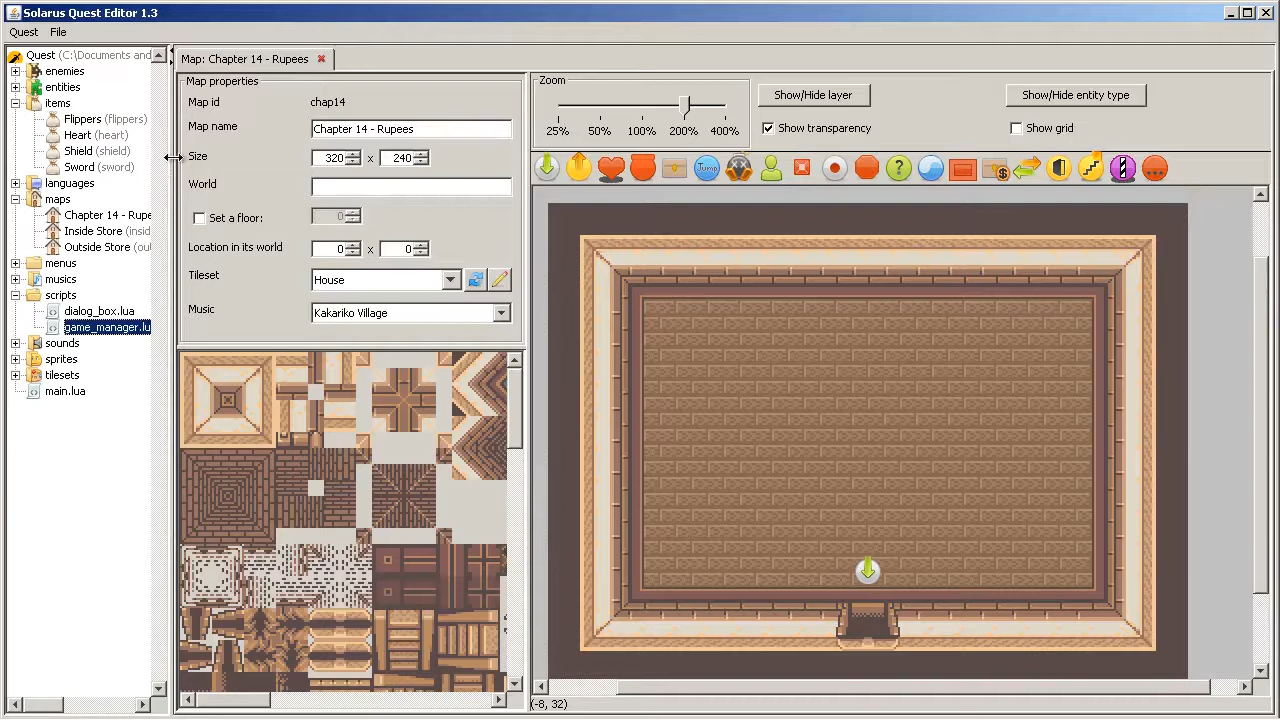 Solarus Quest Editor 1.3
Quest File
Quest (C:\Documents and
enemies
entities
items
Flippers (flippers)
Heart (heart)
Shield (shield)
Sword (sword)
languages
maps
Chapter 14 - Rupe
Inside Store (insid
Outside Store (ou
menus
musics
scripts
dialog_box.lua
game_manager.lu
sounds
sprites
tilesets
main.lua
Map: Chapter 14 - Rupees
Map properties
Map id chap14
Map name Chapter 14 - Rupees
Size 320 x 240
World
Set a floor: 0
Location in its world 0 x 0
Tileset House
Music Kakariko Village
Zoom
25% 50% 100% 200% 400%
Show/Hide layer
Show/Hide entity type
Show transparency
Show grid
Jump
?
$
...
(-8, 32)